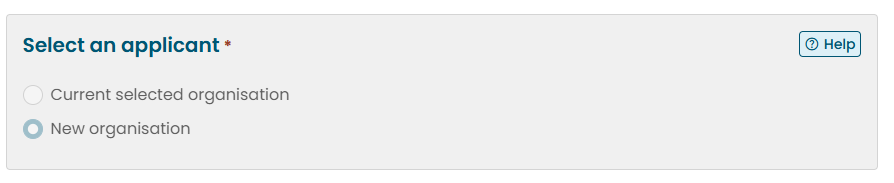 Select an applicant *
Help
Current selected organisation
New organisation